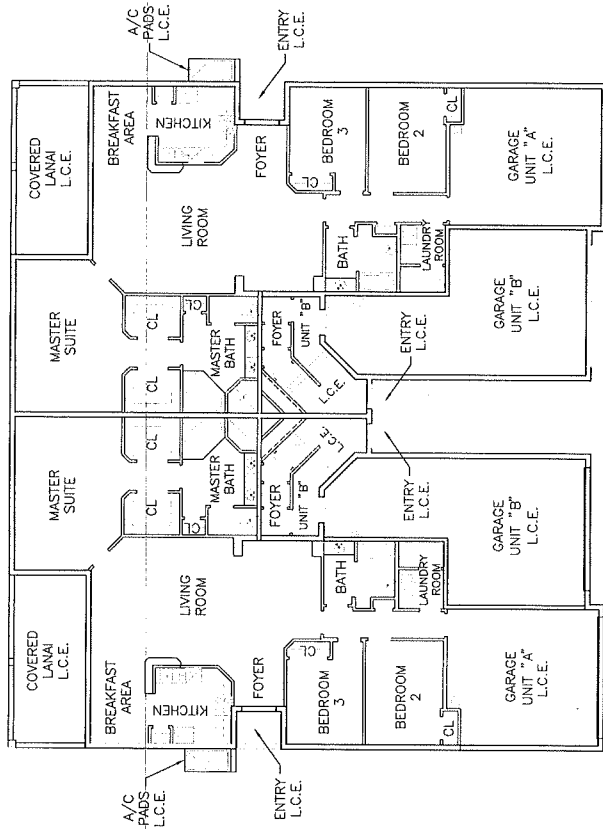 A/C
PADS
L.C.E.
ENTRY
L.C.E.
COVERED
LANAI
L.C.E.
BREAKFAST
AREA
KITCHEN
FOYER
LIVING
ROOM
CL
BEDROOM
3
BEDROOM
2
CL
GARAGE
UNIT "A"
L.C.E.
BATH
LAUNDRY
ROOM
MASTER
SUITE
CL
CL
CL
MASTER
BATH
FOYER
UNIT "B"
L.C.E.
GARAGE
UNIT "B"
L.C.E.
ENTRY
L.C.E.
MASTER
SUITE
CL
CL
CL
MASTER
BATH
FOYER
UNIT "B"
L.C.E.
ENTRY
L.C.E.
GARAGE
UNIT "B"
L.C.E.
COVERED
LANAI
L.C.E.
BREAKFAST
AREA
KITCHEN
LIVING
ROOM
FOYER
BATH
LAUNDRY
ROOM
CL
BEDROOM
3
BEDROOM
2
CL
GARAGE
UNIT "A"
L.C.E.
A/C
PADS
L.C.E.
ENTRY
L.C.E.